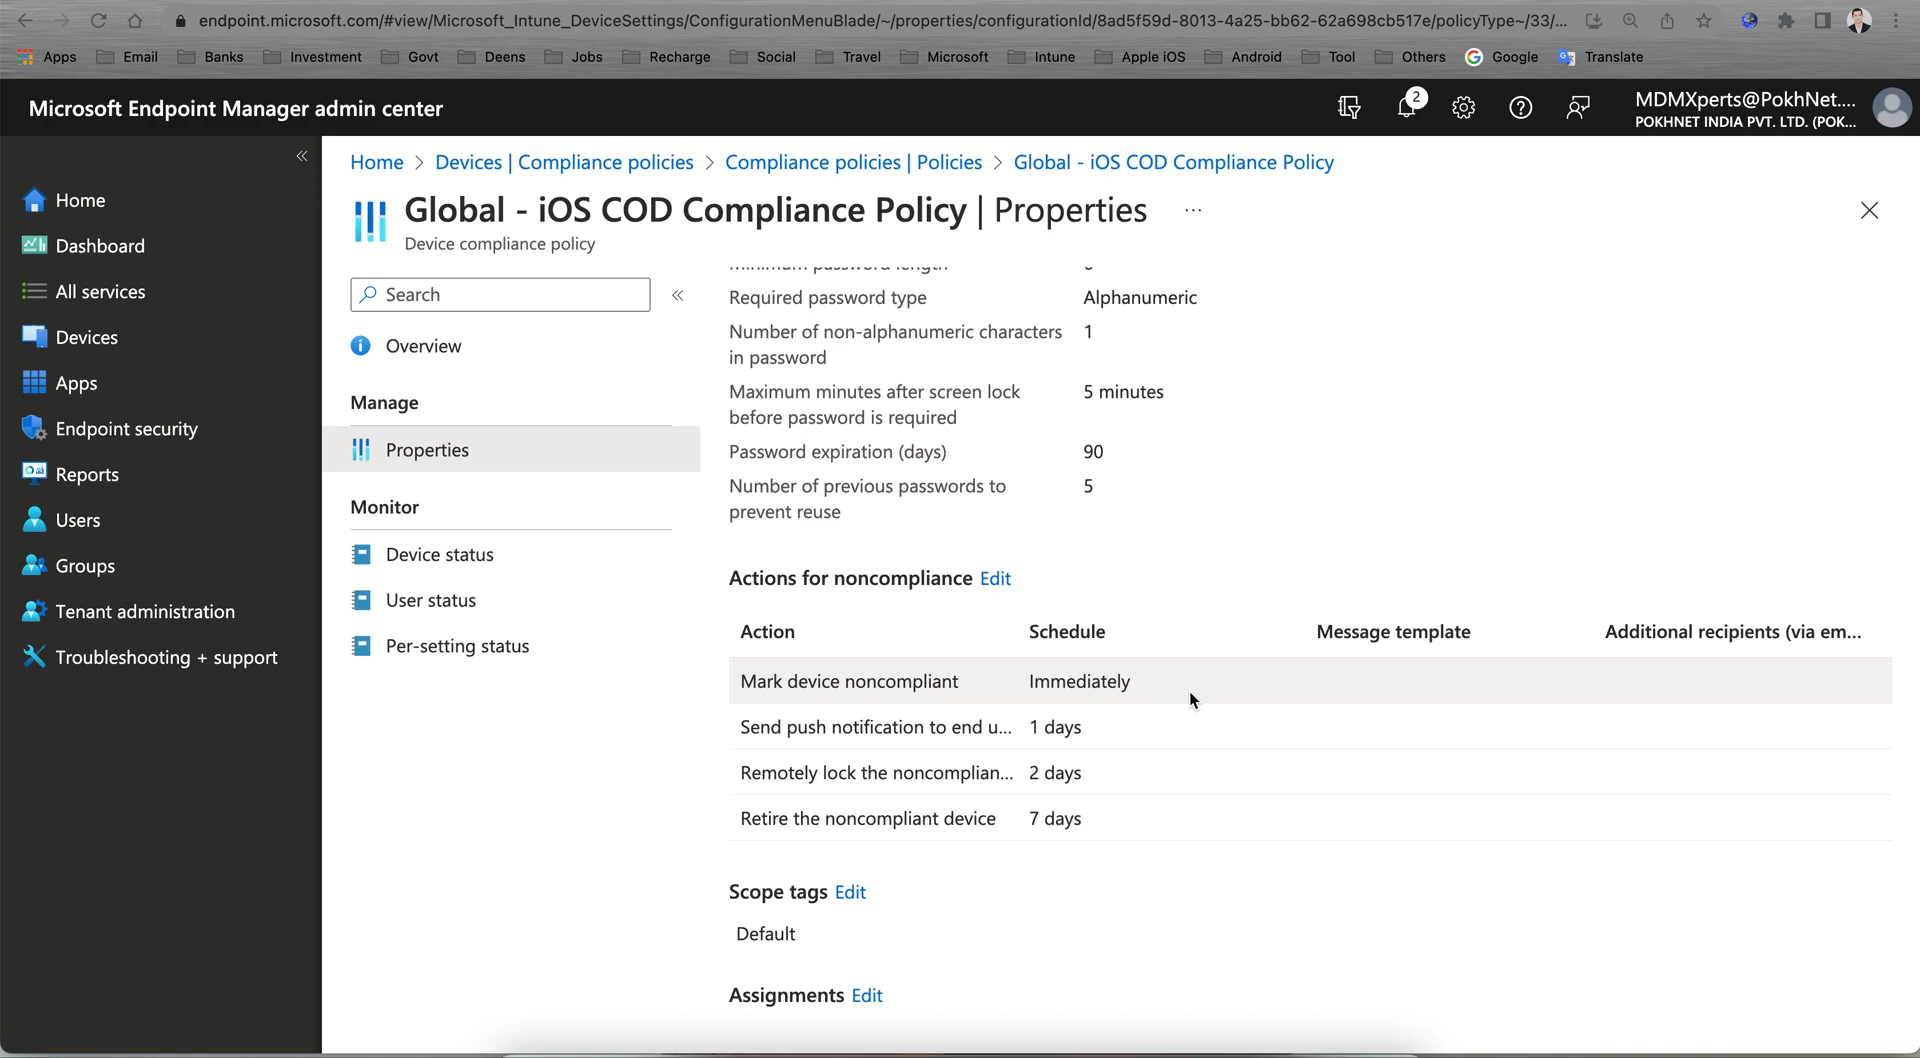 endpoint.microsoft.com/#view/Microsoft_Intune_DeviceSettings/ConfigurationMenuBlade/~/properties/configurationId/8ad5f59d-8013-4a25-bb62-62a698cb517e/policyType~/33/...
Apps Email Banks Investment Govt Deens Jobs Recharge Social Travel Microsoft Intune Apple iOS Android Tool Others Google Translate
Microsoft Endpoint Manager admin center
2
MDMXperts@PokhNet....
POKHNET INDIA PVT. LTD. (POK...
Home
Dashboard
All services
Devices
Apps
Endpoint security
Reports
Users
Groups
Tenant administration
Troubleshooting + support
Home > Devices | Compliance policies > Compliance policies | Policies > Global - iOS COD Compliance Policy
Global - iOS COD Compliance Policy | Properties ...
Device compliance policy
Search
Overview
Manage
Properties
Monitor
Device status
User status
Per-setting status
Minimum password length
Required password type Alphanumeric
Number of non-alphanumeric characters 1
in password
Maximum minutes after screen lock 5 minutes
before password is required
Password expiration (days) 90
Number of previous passwords to 5
prevent reuse
Actions for noncompliance Edit
Action Schedule Message template Additional recipients (via em...
Mark device noncompliant Immediately
Send push notification to end u... 1 days
Remotely lock the noncomplian... 2 days
Retire the noncompliant device 7 days
Scope tags Edit
Default
Assignments Edit